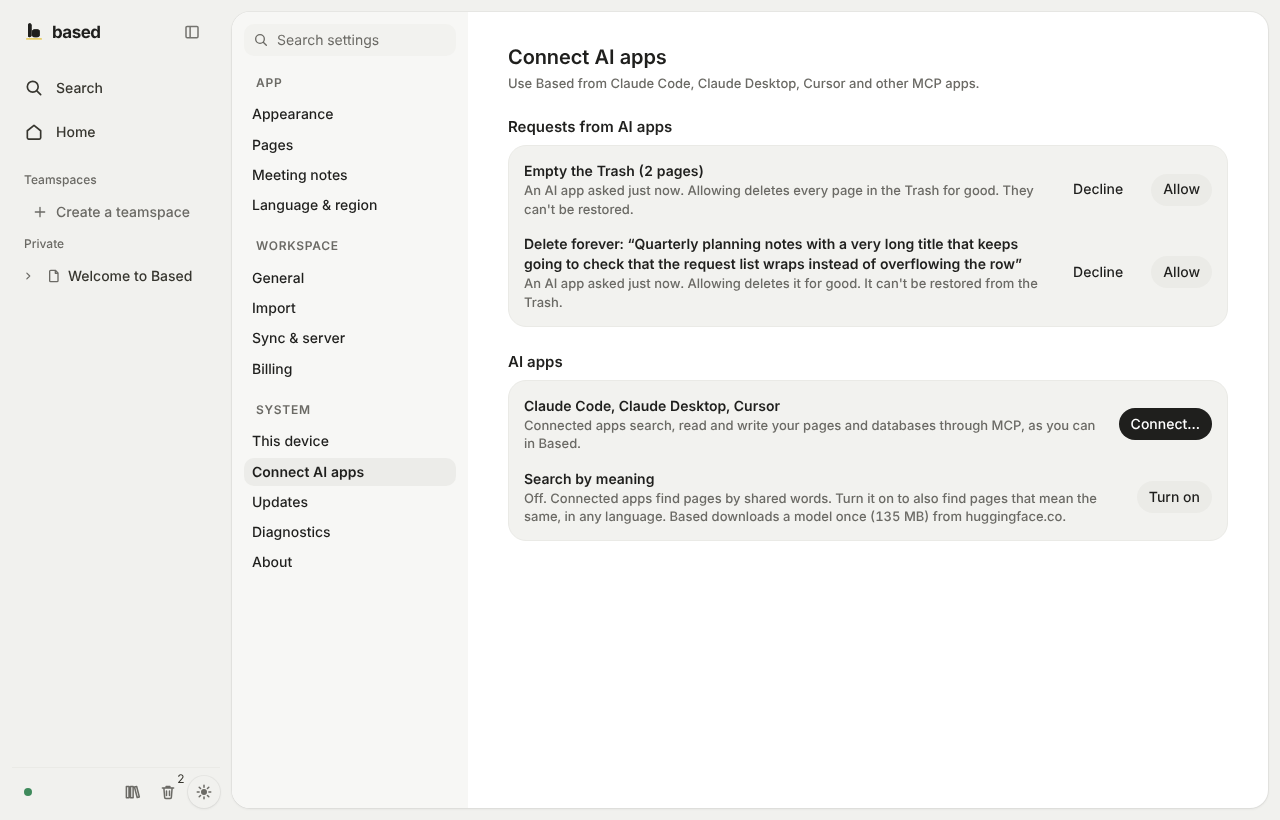 based
Search
Home
Teamspaces
Create a teamspace
Private
Welcome to Based
2
Search settings
APP
Appearance
Pages
Meeting notes
Language & region
WORKSPACE
General
Import
Sync & server
Billing
SYSTEM
This device
Connect AI apps
Updates
Diagnostics
About
Connect AI apps
Use Based from Claude Code, Claude Desktop, Cursor and other MCP apps.
Requests from AI apps
Empty the Trash (2 pages)
An AI app asked just now. Allowing deletes every page in the Trash for good. They
can't be restored.
Decline
Allow
Delete forever: “Quarterly planning notes with a very long title that keeps
going to check that the request list wraps instead of overflowing the row”
An AI app asked just now. Allowing deletes it for good. It can't be restored from the
Trash.
Decline
Allow
AI apps
Claude Code, Claude Desktop, Cursor
Connected apps search, read and write your pages and databases through MCP, as you can
in Based.
Connect...
Search by meaning
Off. Connected apps find pages by shared words. Turn it on to also find pages that mean the
same, in any language. Based downloads a model once (135 MB) from huggingface.co.
Turn on